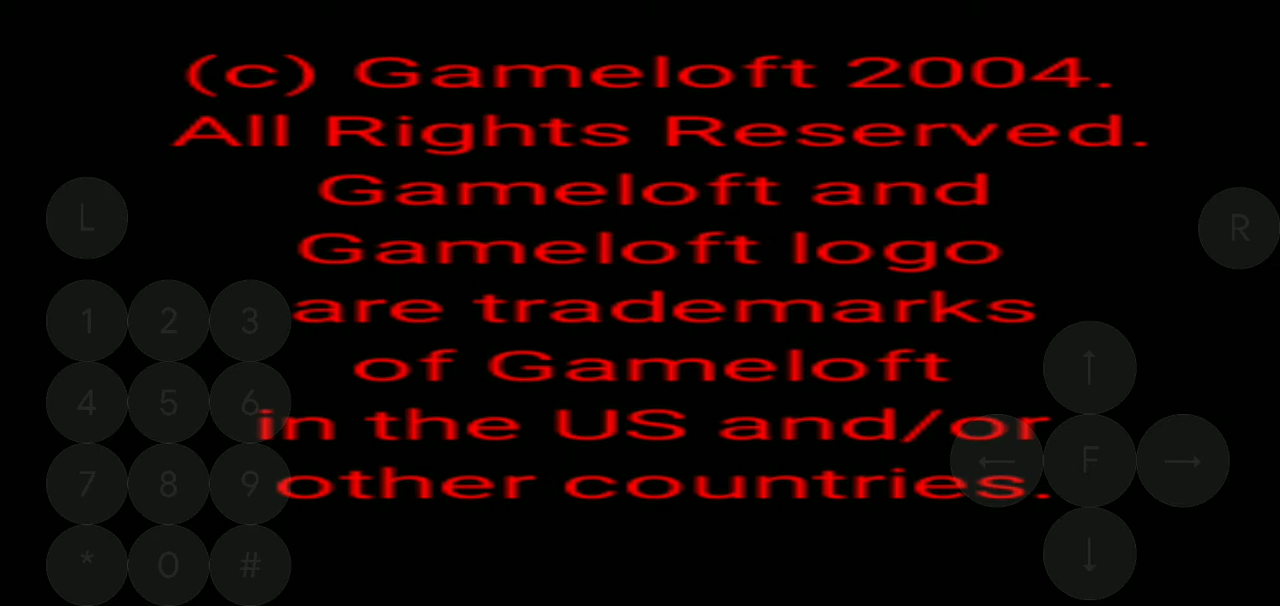 (c) Gameloft 2004.
All Rights Reserved.
Gameloft and
Gameloft logo
are trademarks
of Gameloft
in the US and/or
other countries.
L
R
1 2 3
4 5 6
7 8 9
* 0 #
↑
← F →
↓